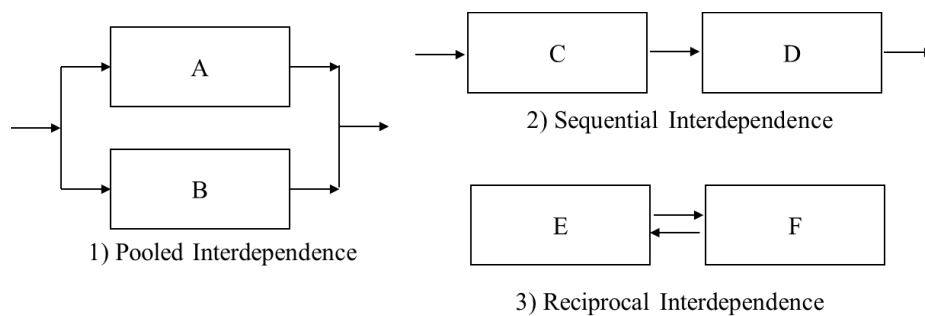 A
B
1) Pooled Interdependence
C
D
2) Sequential Interdependence
E
F
3) Reciprocal Interdependence